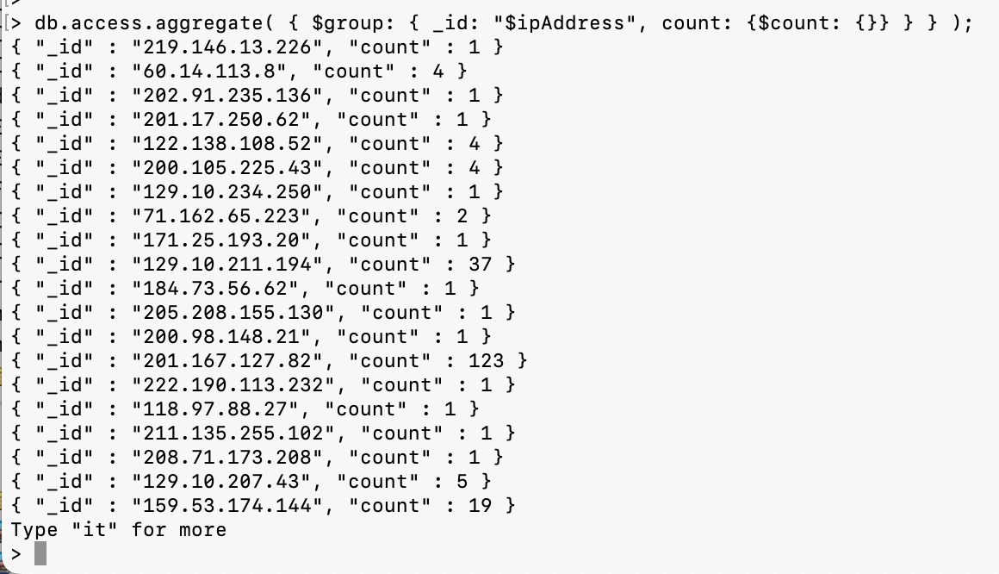 > db.access.aggregate( { $group: { _id: "$ipAddress", count: {$count: {}} } } );
{ "_id" : "219.146.13.226", "count" : 1 }
{ "_id" : "60.14.113.8", "count" : 4 }
{ "_id" : "202.91.235.136", "count" : 1 }
{ "_id" : "201.17.250.62", "count" : 1 }
{ "_id" : "122.138.108.52", "count" : 4 }
{ "_id" : "200.105.225.43", "count" : 4 }
{ "_id" : "129.10.234.250", "count" : 1 }
{ "_id" : "71.162.65.223", "count" : 2 }
{ "_id" : "171.25.193.20", "count" : 1 }
{ "_id" : "129.10.211.194", "count" : 37 }
{ "_id" : "184.73.56.62", "count" : 1 }
{ "_id" : "205.208.155.130", "count" : 1 }
{ "_id" : "200.98.148.21", "count" : 1 }
{ "_id" : "201.167.127.82", "count" : 123 }
{ "_id" : "222.190.113.232", "count" : 1 }
{ "_id" : "118.97.88.27", "count" : 1 }
{ "_id" : "211.135.255.102", "count" : 1 }
{ "_id" : "208.71.173.208", "count" : 1 }
{ "_id" : "129.10.207.43", "count" : 5 }
{ "_id" : "159.53.174.144", "count" : 19 }
Type "it" for more
>